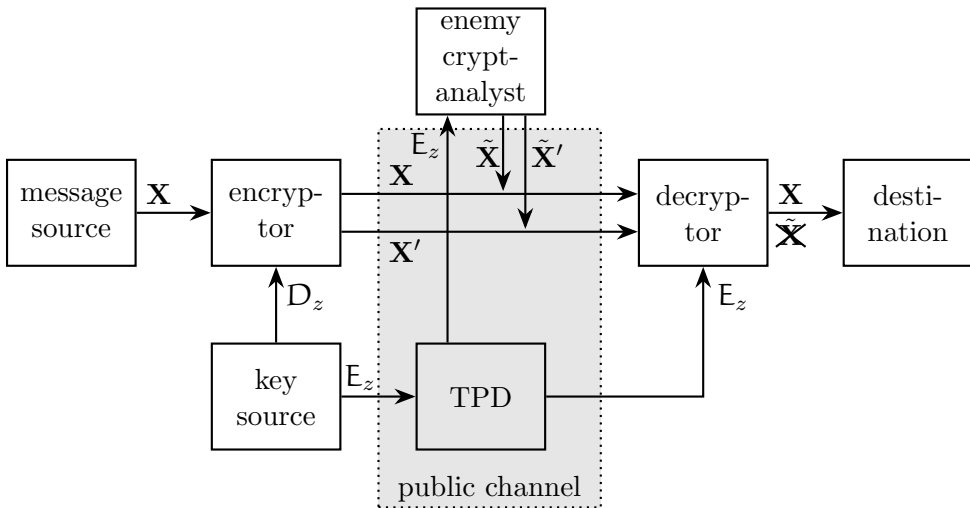 enemy
crypt-
analyst
E_z
X̃
X̃′
message
source
X
encryp-
tor
X
X′
decryp-
tor
X
X̃
desti-
nation
D_z
E_z
key
source
E_z
TPD
public channel